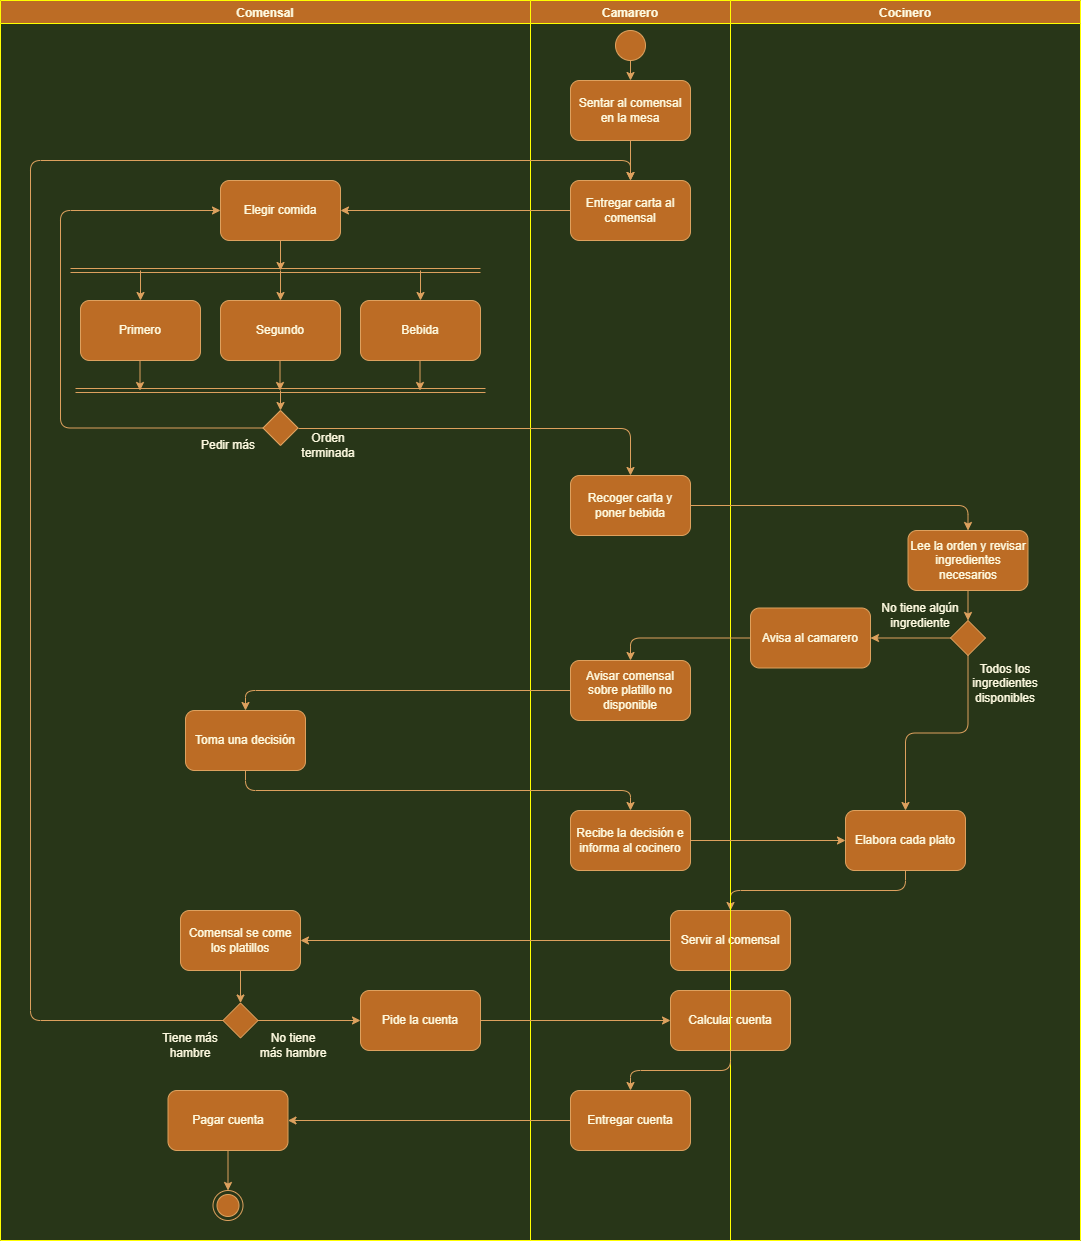 Comensal
Camarero
Cocinero
Sentar al comensal
en la mesa
Elegir comida
Entregar carta al
comensal
Primero
Segundo
Bebida
Pedir más
Orden
terminada
Recoger carta y
poner bebida
Lee la orden y revisar
ingredientes
necesarios
No tiene algún
ingrediente
Avisa al camarero
Todos los
ingredientes
disponibles
Avisar comensal
sobre platillo no
disponible
Toma una decisión
Recibe la decisión e
informa al cocinero
Elabora cada plato
Comensal se come
los platillos
Servir al comensal
Tiene más
hambre
No tiene
más hambre
Pide la cuenta
Calcular cuenta
Pagar cuenta
Entregar cuenta